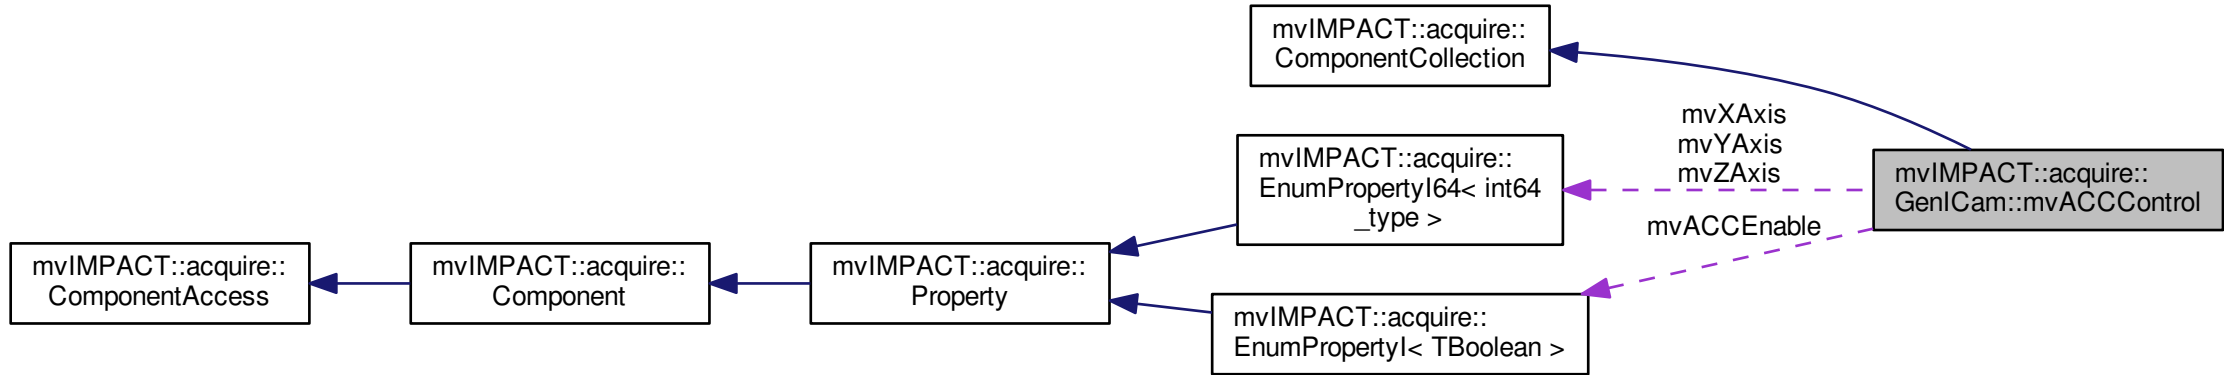 mvIMPACT::acquire::
ComponentCollection
mvXAxis
mvYAxis
mvZAxis
mvIMPACT::acquire::
EnumPropertyI64< int64
_type >
mvIMPACT::acquire::
GenICam::mvACCControl
mvACCEnable
mvIMPACT::acquire::
ComponentAccess
mvIMPACT::acquire::
Component
mvIMPACT::acquire::
Property
mvIMPACT::acquire::
EnumPropertyI< TBoolean >